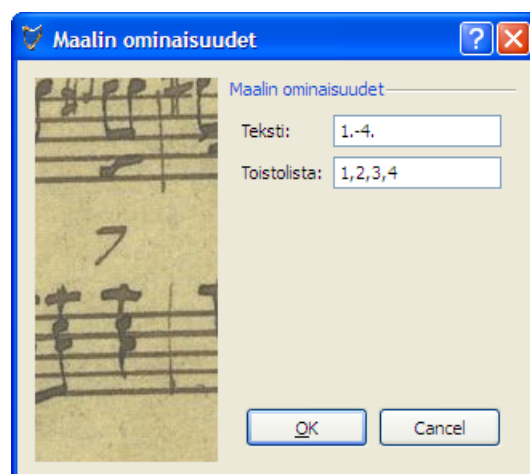 Maalin ominaisuudet
Maalin ominaisuudet
Teksti: 1.-4.
Toistolista: 1,2,3,4
7
OK Cancel